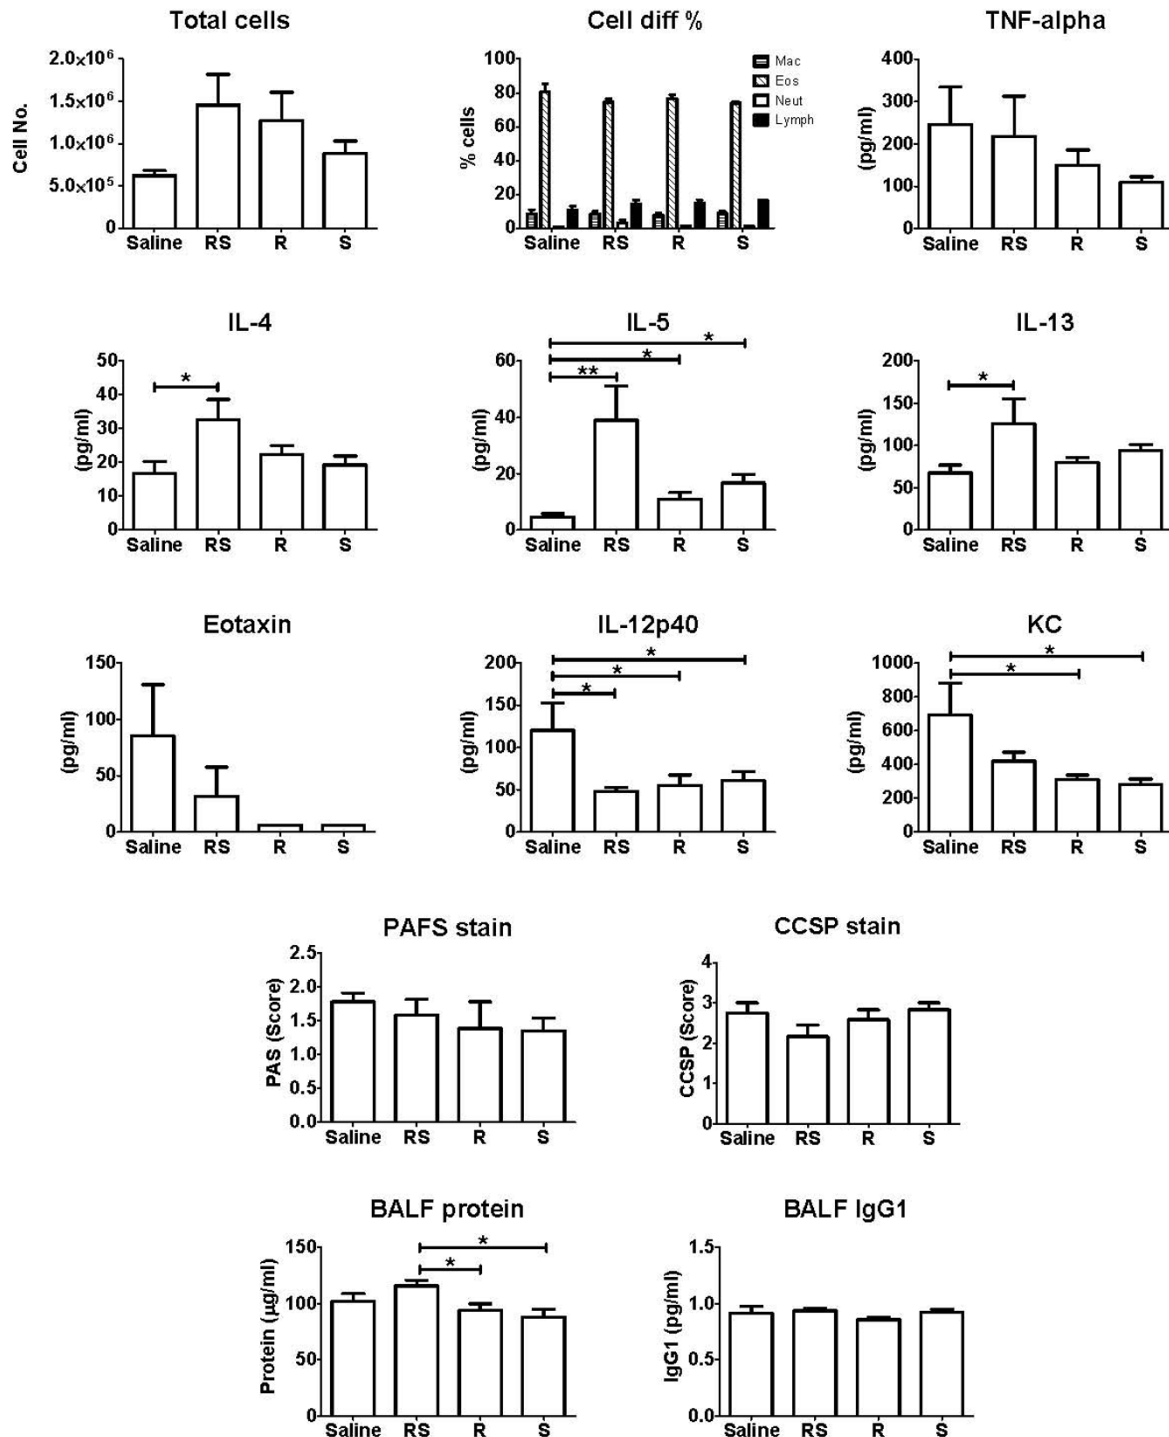 Total cells
Cell No.
2.0×10⁶
1.5×10⁶
1.0×10⁶
5.0×10⁵
0
Saline RS R S
Cell diff %
% cells
100
80
60
40
20
0
Mac
Eos
Neut
Lymph
Saline RS R S
TNF-alpha
(pg/ml)
400
300
200
100
0
Saline RS R S
IL-4
(pg/ml)
50
40
30
20
10
0
*
Saline RS R S
IL-5
(pg/ml)
60
40
20
0
*
*
**
Saline RS R S
IL-13
(pg/ml)
200
150
100
50
0
*
Saline RS R S
Eotaxin
(pg/ml)
150
100
50
0
Saline RS R S
IL-12p40
(pg/ml)
200
150
100
50
0
*
*
*
Saline RS R S
KC
(pg/ml)
1000
800
600
400
200
0
*
*
Saline RS R S
PAFS stain
PAS (Score)
2.5
2.0
1.5
1.0
0.5
0.0
Saline RS R S
CCSP stain
CCSP (Score)
4
3
2
1
0
Saline RS R S
BALF protein
Protein (µg/ml)
150
100
50
0
*
*
Saline RS R S
BALF IgG1
IgG1 (pg/ml)
1.5
1.0
0.5
0.0
Saline RS R S